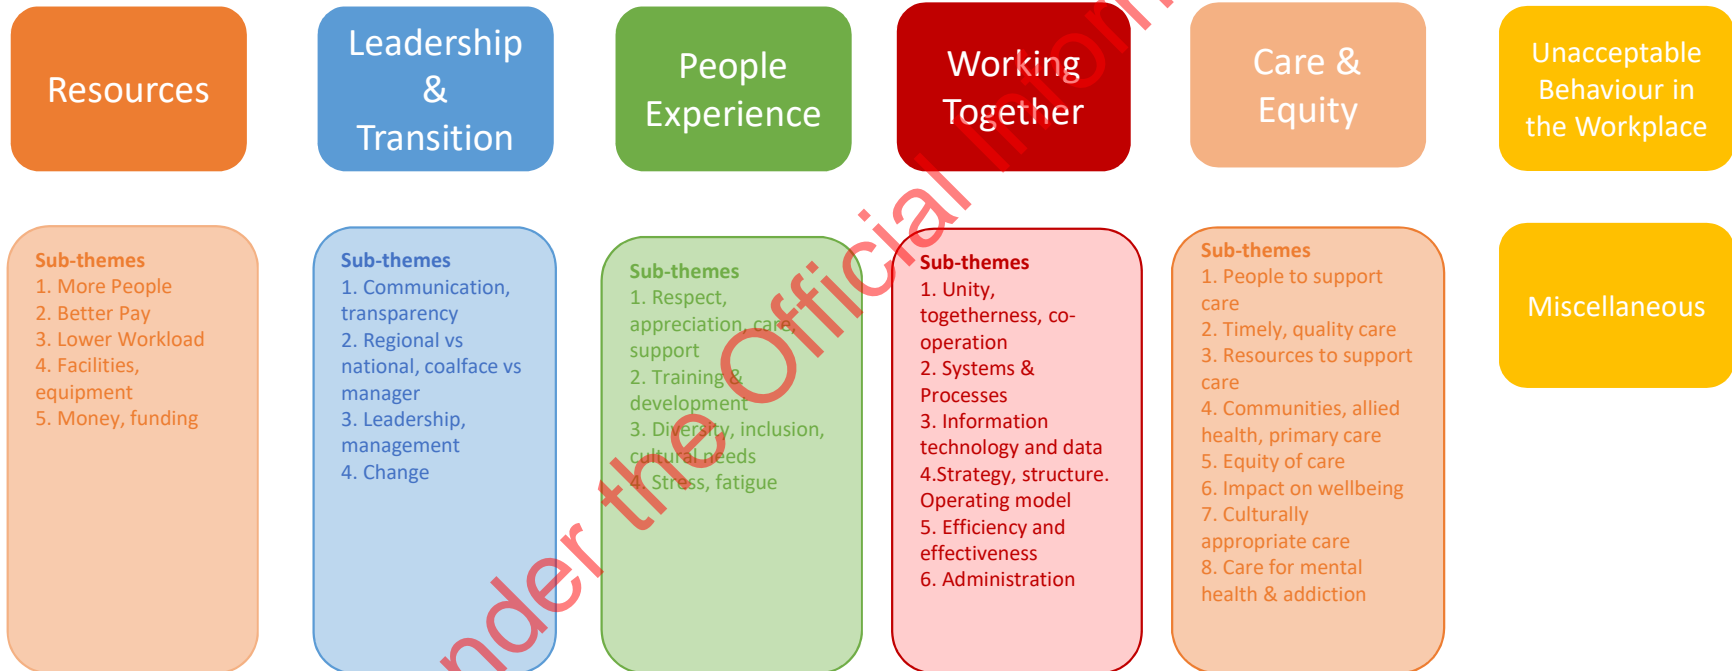 Resources
Leadership
&
Transition
People
Experience
Working
Together
Care &
Equity
Unacceptable
Behaviour in
the Workplace
Sub-themes
1. More People
2. Better Pay
3. Lower Workload
4. Facilities,
equipment
5. Money, funding
Sub-themes
1. Communication,
transparency
2. Regional vs
national, coalface vs
manager
3. Leadership,
management
4. Change
Sub-themes
1. Respect,
appreciation, care,
support
2. Training &
development
3. Diversity, inclusion,
cultural needs
4. Stress, fatigue
Sub-themes
1. Unity,
togetherness, co-
operation
2. Systems &
Processes
3. Information
technology and data
4.Strategy, structure.
Operating model
5. Efficiency and
effectiveness
6. Administration
Sub-themes
1. People to support
care
2. Timely, quality care
3. Resources to support
care
4. Communities, allied
health, primary care
5. Equity of care
6. Impact on wellbeing
7. Culturally
appropriate care
8. Care for mental
health & addiction
Miscellaneous
the Official